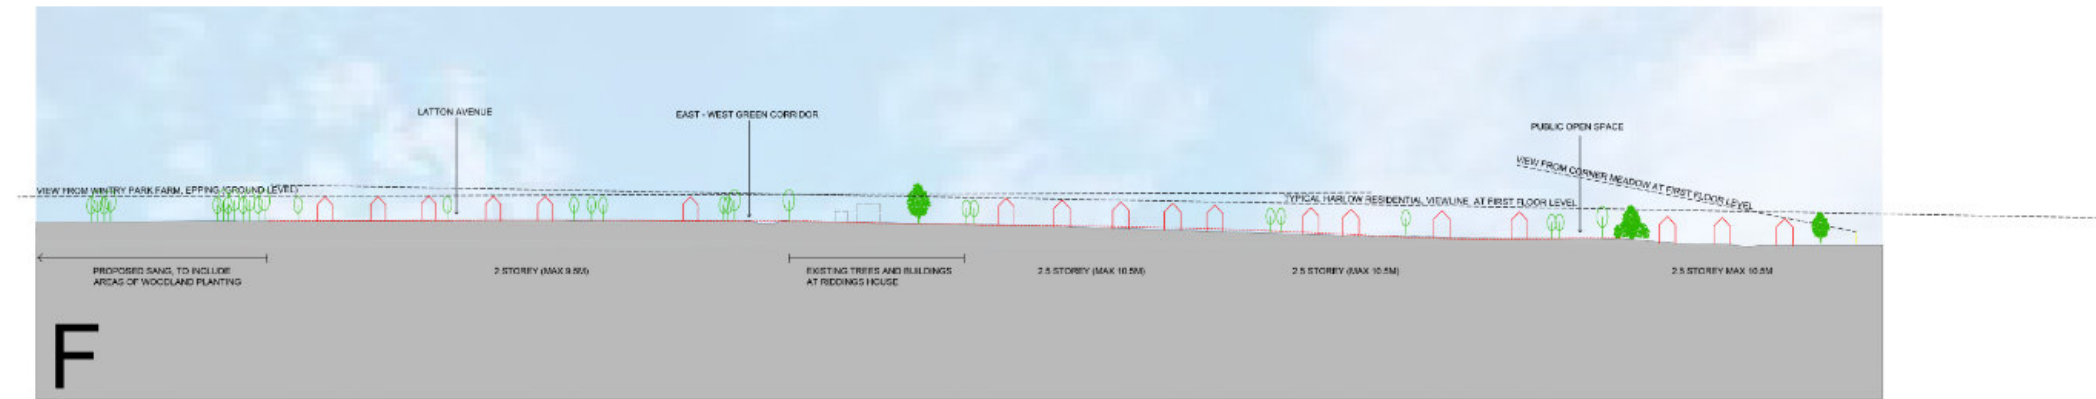 LATTON AVENUE
EAST - WEST GREEN CORRIDOR
PUBLIC OPEN SPACE
VIEW FROM CORNER MEADOW AT FIRST FLOOR LEVEL
VIEW FROM WINTRY PARK FARM, EPPING (GROUND LEVEL)
TYPICAL HARLOW RESIDENTIAL VIEWLINE AT FIRST FLOOR LEVEL
PROPOSED SANG, TO INCLUDE
AREAS OF WOODLAND PLANTING
2 STOREY (MAX 9.5M)
EXISTING TREES AND BUILDINGS
AT RIDDINGS HOUSE
2.5 STOREY (MAX 10.5M)
2.5 STOREY (MAX 10.5M)
2.5 STOREY MAX 10.5M
F